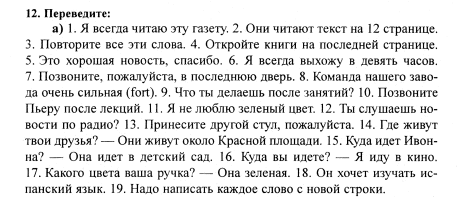 12. Переведите:
а) 1. Я всегда читаю эту газету. 2. Они читают текст на 12 странице.
3. Повторите все эти слова. 4. Откройте книги на последней странице.
5. Это хорошая новость, спасибо. 6. Я всегда выхожу в девять часов.
7. Позвоните, пожалуйста, в последнюю дверь. 8. Команда нашего заво-
да очень сильная (fort). 9. Что ты делаешь после занятий? 10. Позвоните
Пьеру после лекций. 11. Я не люблю зеленый цвет. 12. Ты слушаешь но-
вости по радио? 13. Принесите другой стул, пожалуйста. 14. Где живут
твои друзья? — Они живут около Красной площади. 15. Куда идет Ивон-
на? — Она идет в детский сад. 16. Куда вы идете? — Я иду в кино.
17. Какого цвета ваша ручка? — Она зеленая. 18. Он хочет изучать ис-
панский язык. 19. Надо написать каждое слово с новой строки.